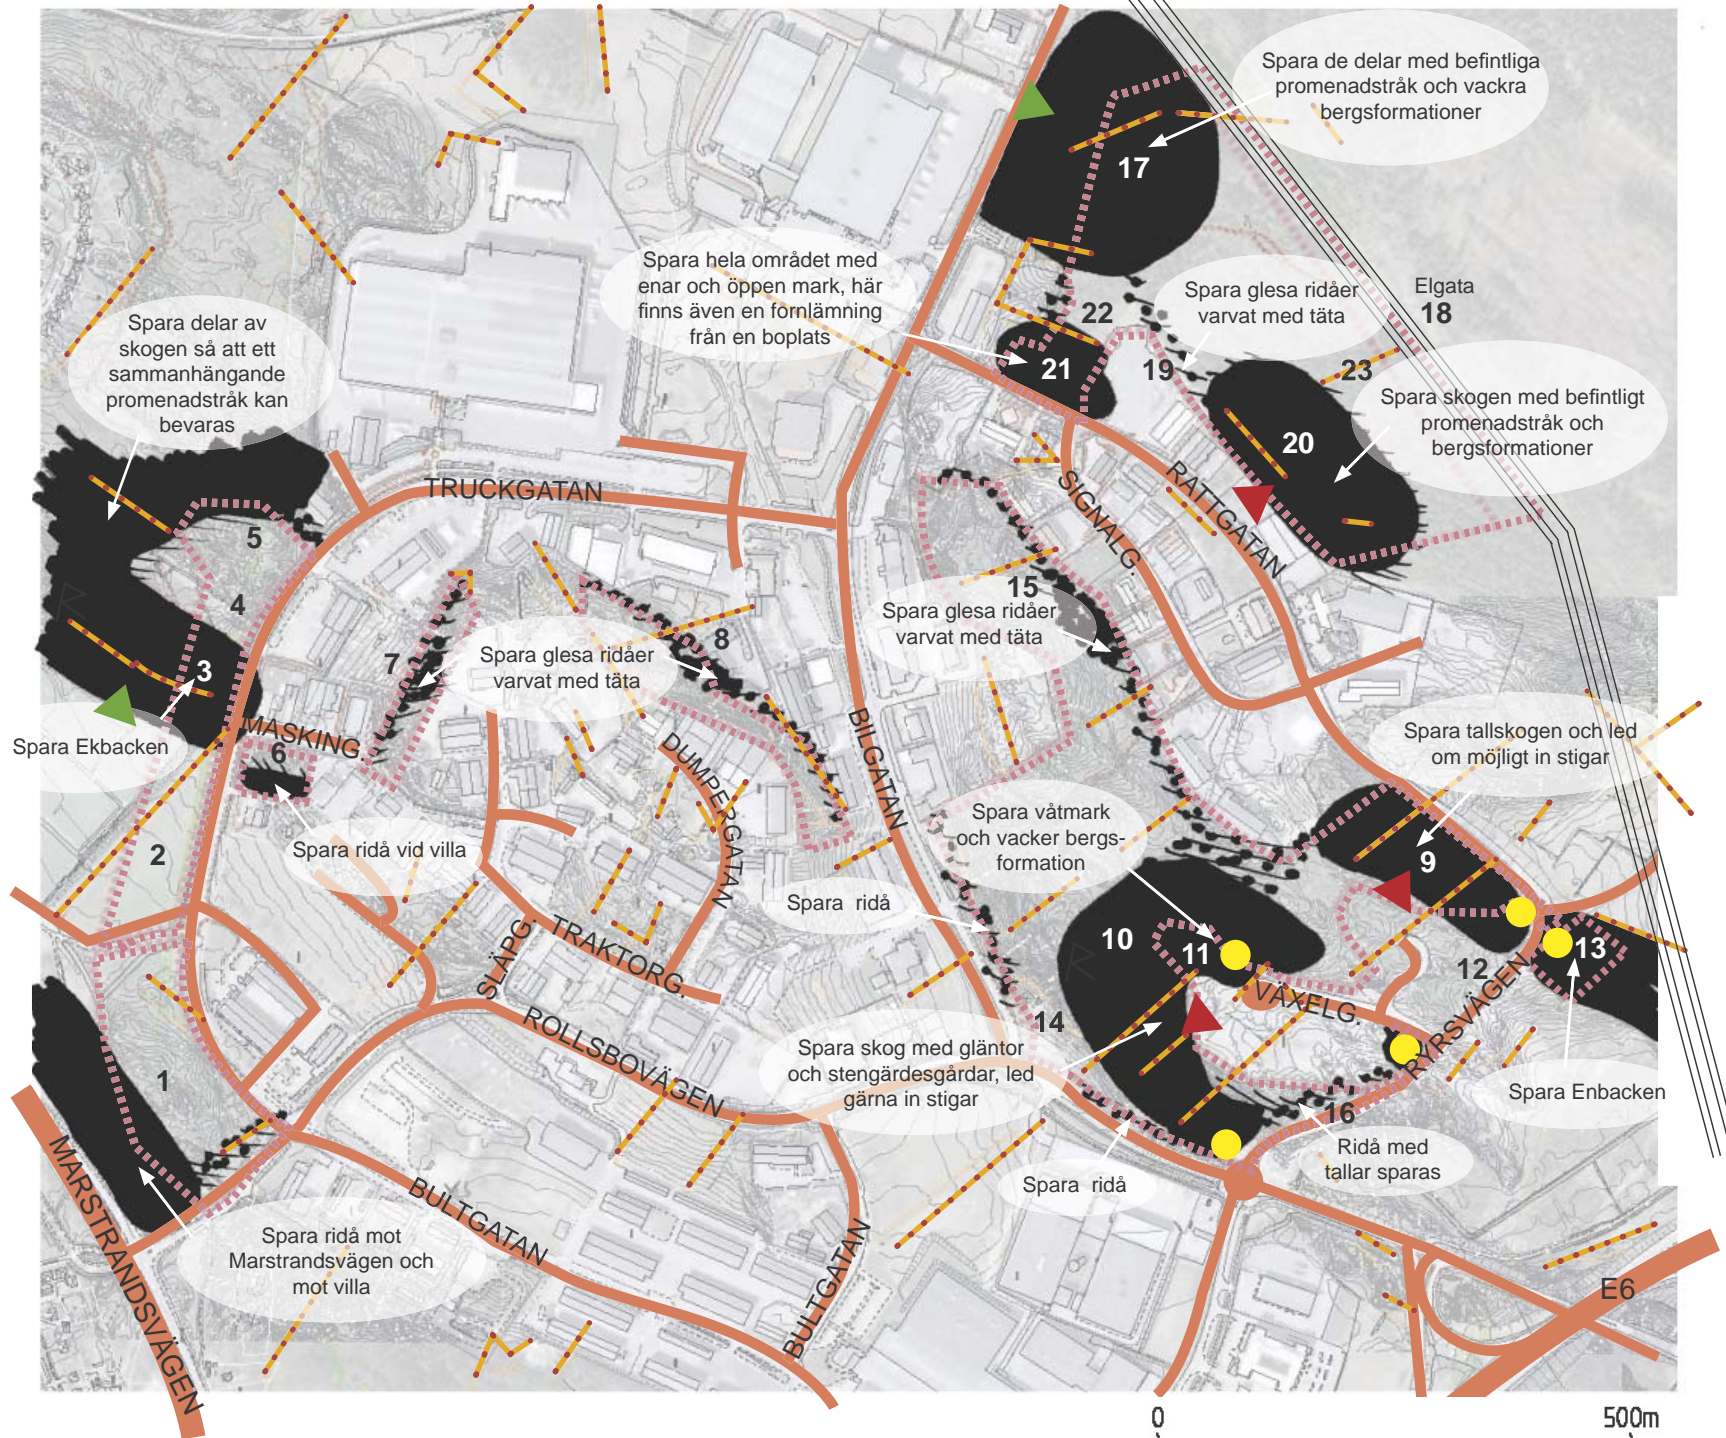 Spara de delar med befintliga
promenadstråk och vackra
bergsformationer
17
Spara hela området med
enar och öppen mark, här
finns även en fornlämning
från en boplats
Spara glesa ridåer
varvat med täta
Elgata
18
22
21
19
23
20
Spara skogen med befintligt
promenadstråk och
bergsformationer
Spara delar av
skogen så att ett
sammanhängande
promenadstråk kan
bevaras
TRUCKGATAN
SIGNALG.
RATTGATAN
5
4
3
15
Spara glesa ridåer
varvat med täta
7
8
Spara glesa ridåer
varvat med täta
Spara Ekbacken
MASKING.
6
BILGATAN
DUMPERGATAN
Spara tallskogen och led
om möjligt in stigar
2
Spara ridå vid villa
Spara våtmark
och vacker bergs-
formation
9
Spara ridå
10
11
12
13
SLÄPG.
TRAKTORG.
VÄXELG.
RYRSVÄGEN
14
ROLLSBOVÄGEN
1
Spara skog med gläntor
och stengärdesgårdar, led
gärna in stigar
Spara Enbacken
16
Ridå med
tallar sparas
Spara ridå
MARSTRANDSVÄGEN
BULTGATAN
BULTGATAN
Spara ridå mot
Marstrandsvägen och
mot villa
E6
0
500m